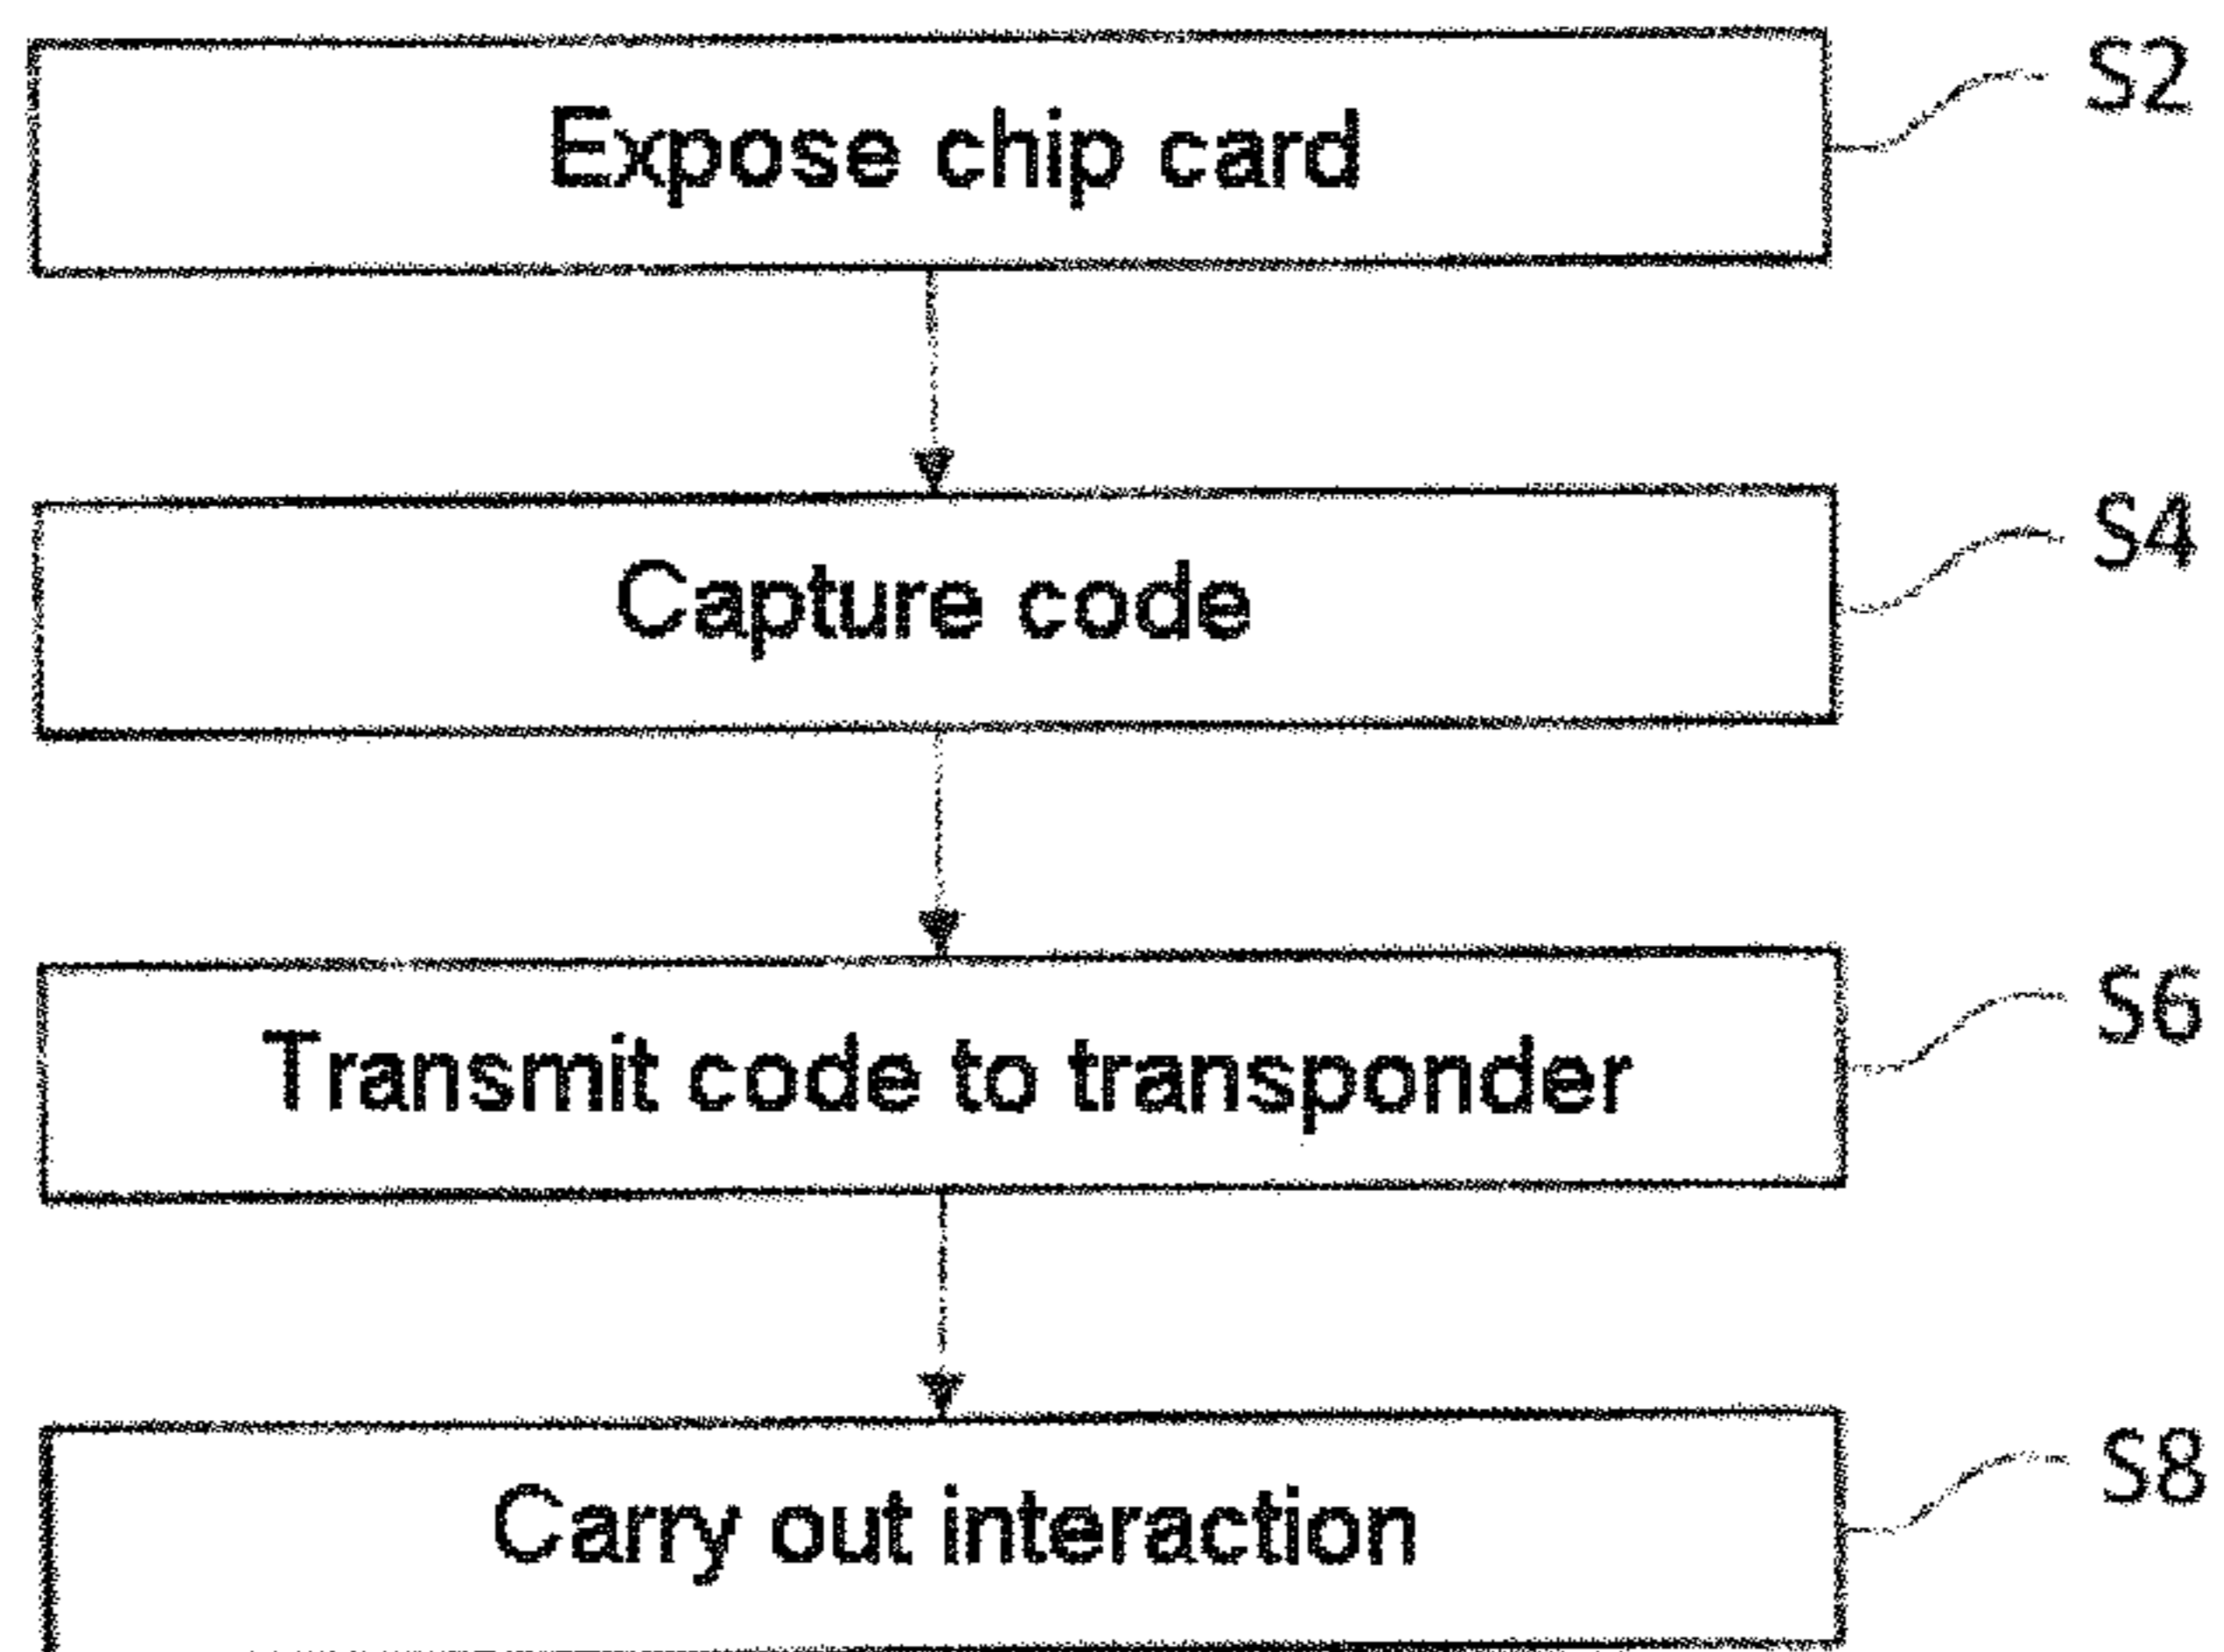 Expose chip card
S2
Capture code
S4
Transmit code to transponder
S6
Carry out interaction
S8